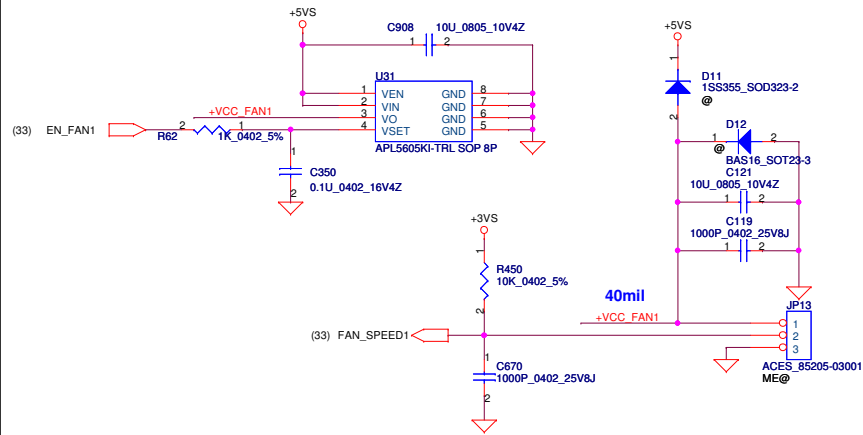 +5VS
C908 10U_0805_10V4Z
1 2
U31
1 VEN GND 8
2 VIN GND 7
+VCC_FAN1 3 VO GND 6
4 VSET GND 5
APL5605KI-TRL SOP 8P
(33) EN_FAN1
2 1
R62 1K_0402_5%
1
C350
0.1U_0402_16V4Z
2
+5VS
1
D11
1SS355_SOD323-2
@
2
D12
1 2
@
BAS16_SOT23-3
C121
10U_0805_10V4Z
1 2
C119
1000P_0402_25V8J
1 2
+3VS
1
R450
10K_0402_5%
2
40mil
+VCC_FAN1
(33) FAN_SPEED1
1
C670
1000P_0402_25V8J
2
JP13
1
2
3
ACES_85205-03001
ME@